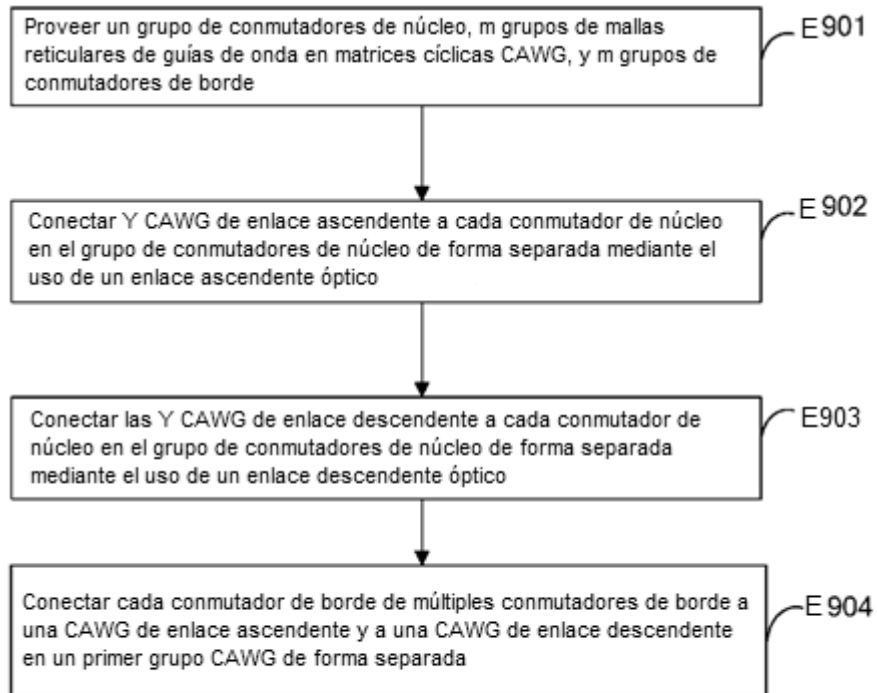 Proveer un grupo de conmutadores de núcleo, m grupos de mallas
reticulares de guías de onda en matrices cíclicas CAWG, y m grupos de
conmutadores de borde
E901
Conectar Y CAWG de enlace ascendente a cada conmutador de núcleo
en el grupo de conmutadores de núcleo de forma separada mediante el
uso de un enlace ascendente óptico
E902
Conectar las Y CAWG de enlace descendente a cada conmutador de
núcleo en el grupo de conmutadores de núcleo de forma separada
mediante el uso de un enlace descendente óptico
E903
Conectar cada conmutador de borde de múltiples conmutadores de borde a
una CAWG de enlace ascendente y a una CAWG de enlace descendente
en un primer grupo CAWG de forma separada
E904